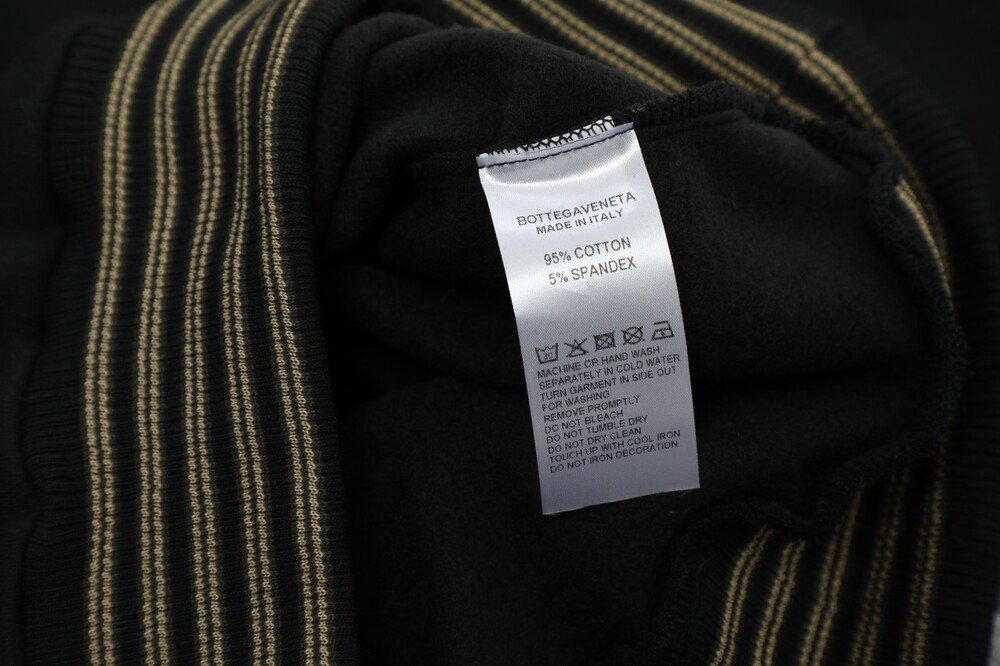 BOTTEGAVENETA
MADE IN ITALY
95% COTTON
5% SPANDEX
MACHINE OR HAND WASH
SEPARATELY IN COLD WATER
TURN GARMENT IN SIDE OUT
FOR WASHING
REMOVE PROMPTLY
DO NOT BLEACH
DO NOT TUMBLE DRY
DO NOT DRY CLEAN
TOUCH UP WITH COOL IRON
DO NOT IRON DECORATION